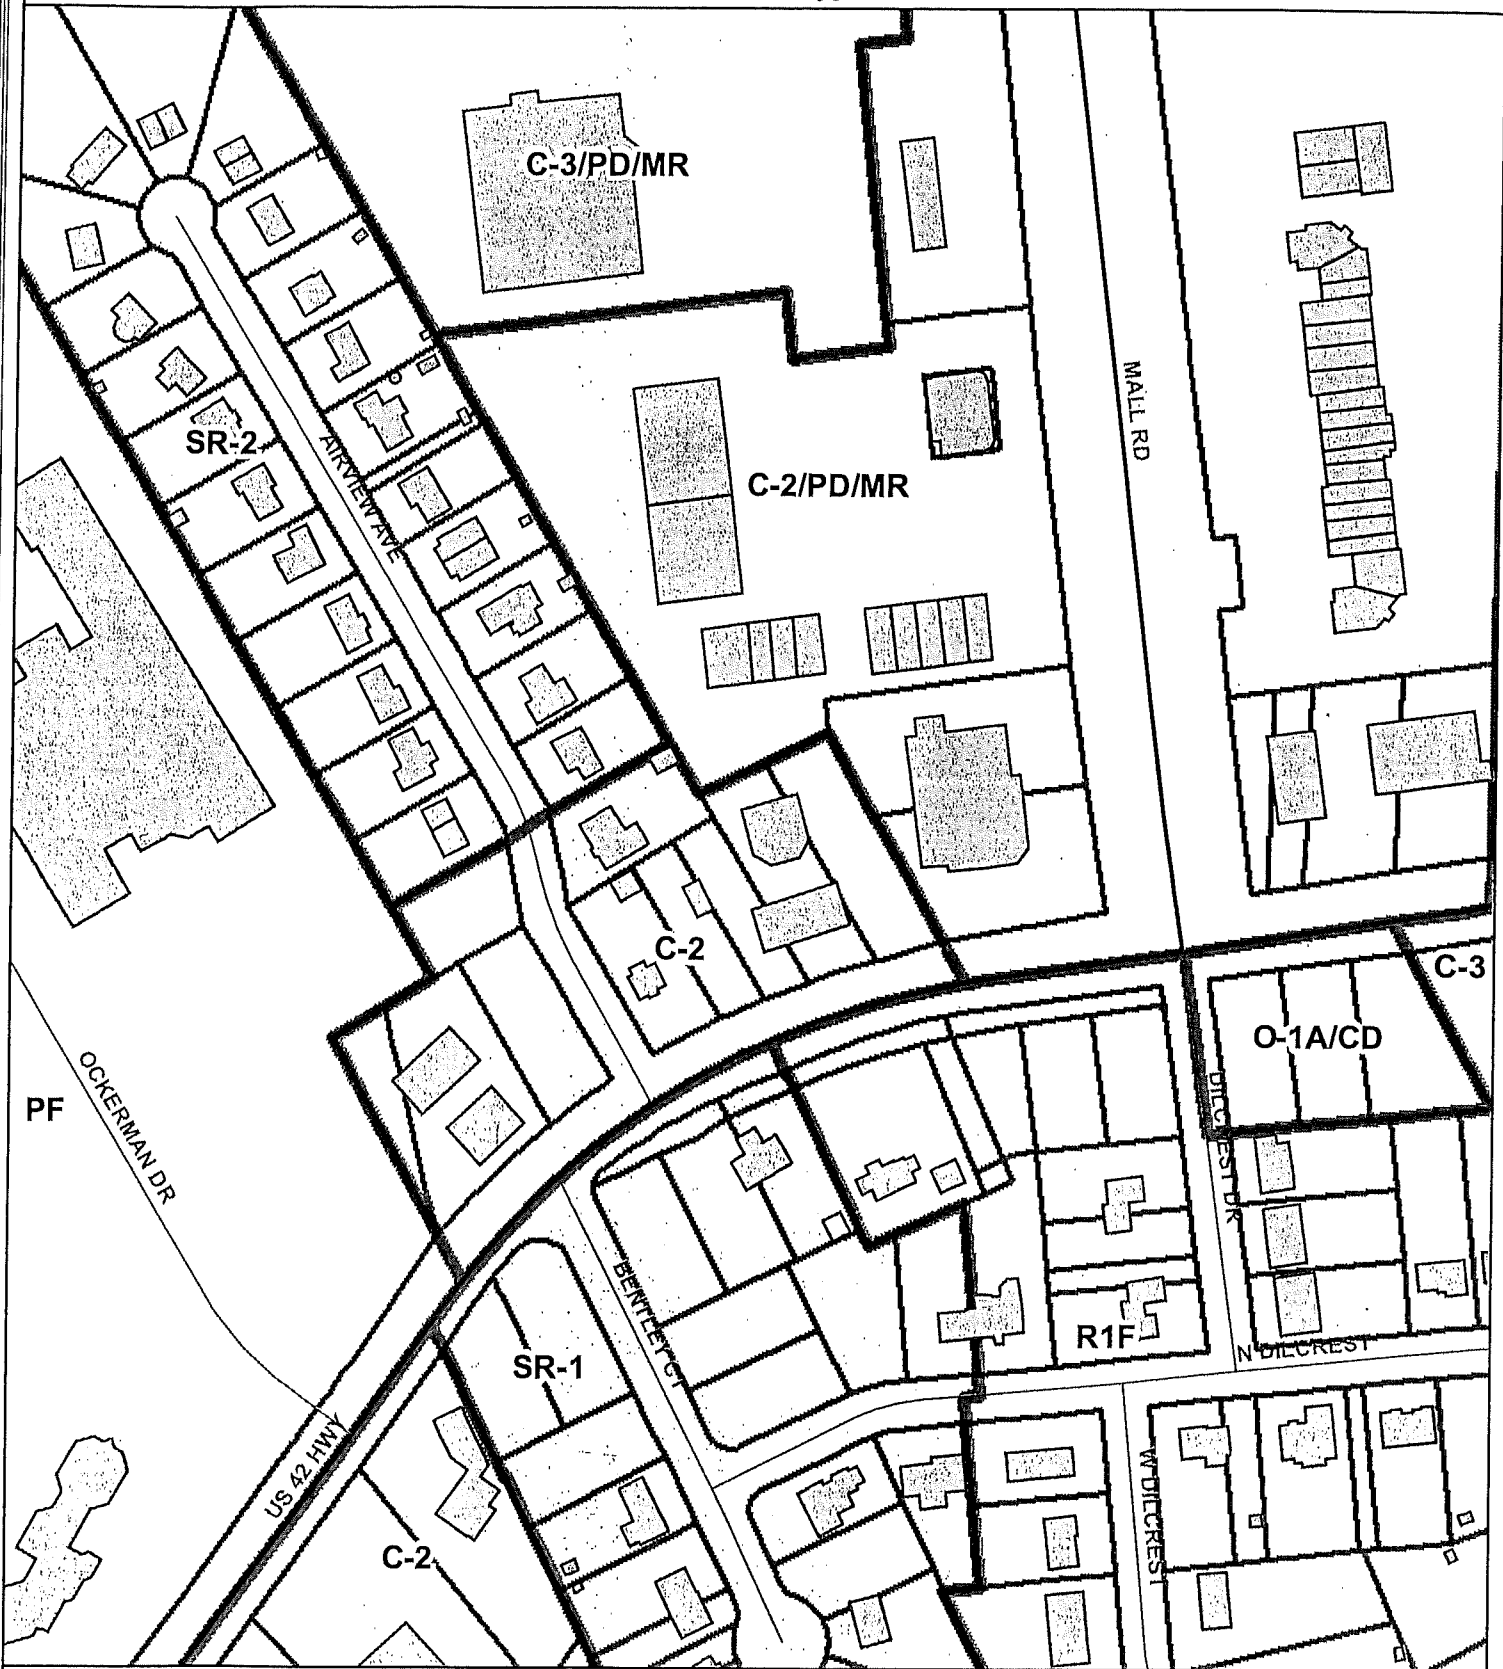 C-3/PD/MR
MALL RD
SR-2
AIRVIEW AVE
C-2/PD/MR
C-2
C-3
O-1A/CD
PF
OCKERMAN DR
DILCREST DR
BENTLEY CT
R1F
N DILCREST
SR-1
US 42 HWY
W DILCREST
C-2